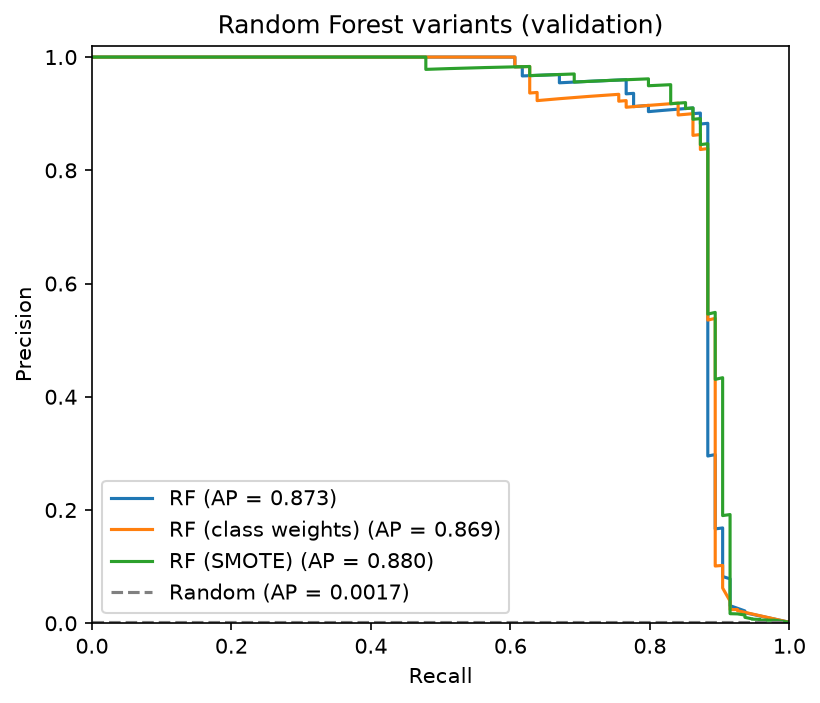 Random Forest variants (validation)
1.0
0.8
0.6
0.4
0.2
0.0
Precision
RF (AP = 0.873)
RF (class weights) (AP = 0.869)
RF (SMOTE) (AP = 0.880)
Random (AP = 0.0017)
0.0 0.2 0.4 0.6 0.8 1.0
Recall